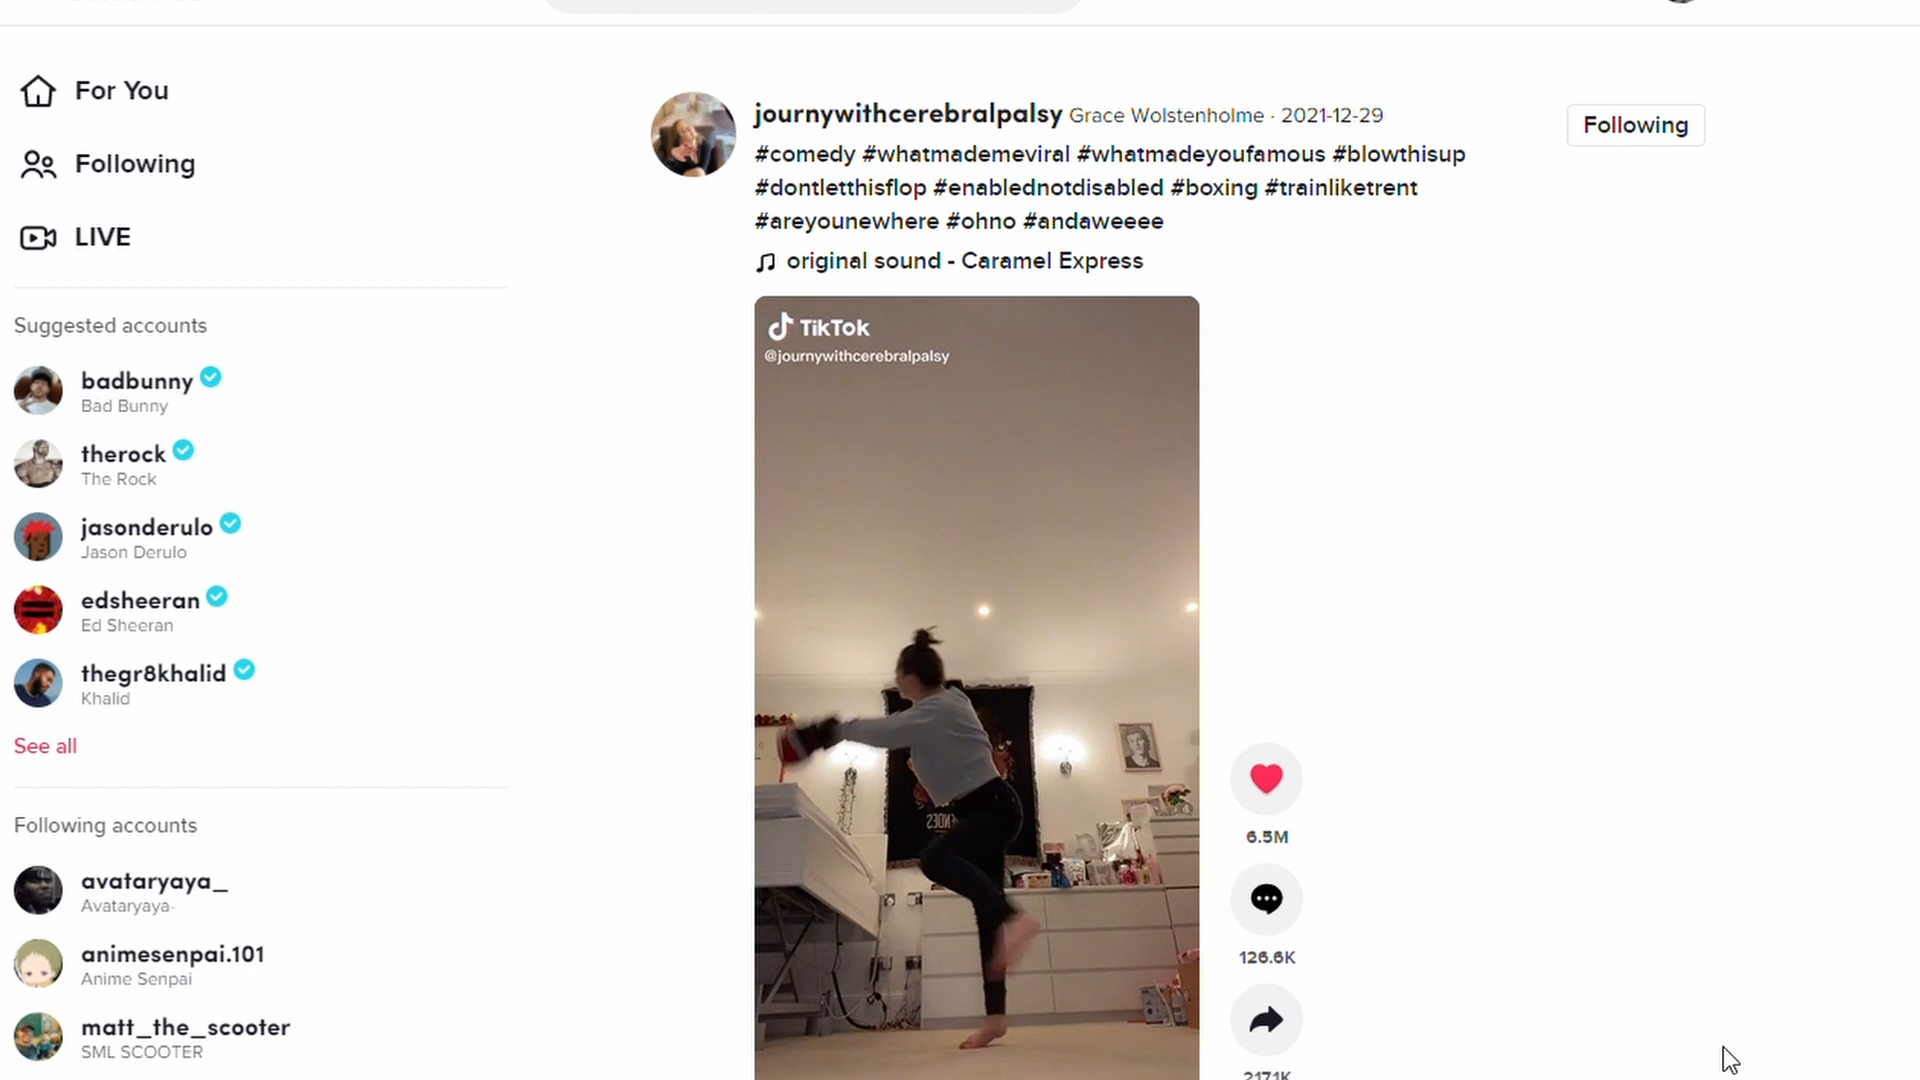 For You
Following
LIVE
Suggested accounts
badbunny
Bad Bunny
therock
The Rock
jasonderulo
Jason Derulo
edsheeran
Ed Sheeran
thegr8khalid
Khalid
See all
Following accounts
avataryaya_
Avataryaya-
animesenpai.101
Anime Senpai
matt_the_scooter
SML SCOOTER
journywithcerebralpalsy Grace Wolstenholme · 2021-12-29
Following
#comedy #whatmademeviral #whatmadeyoufamous #blowthisup
#dontletthisflop #enablednotdisabled #boxing #trainliketrent
#areyounewhere #ohno #andaweeee
original sound - Caramel Express
TikTok
@journywithcerebralpalsy
6.5M
126.6K